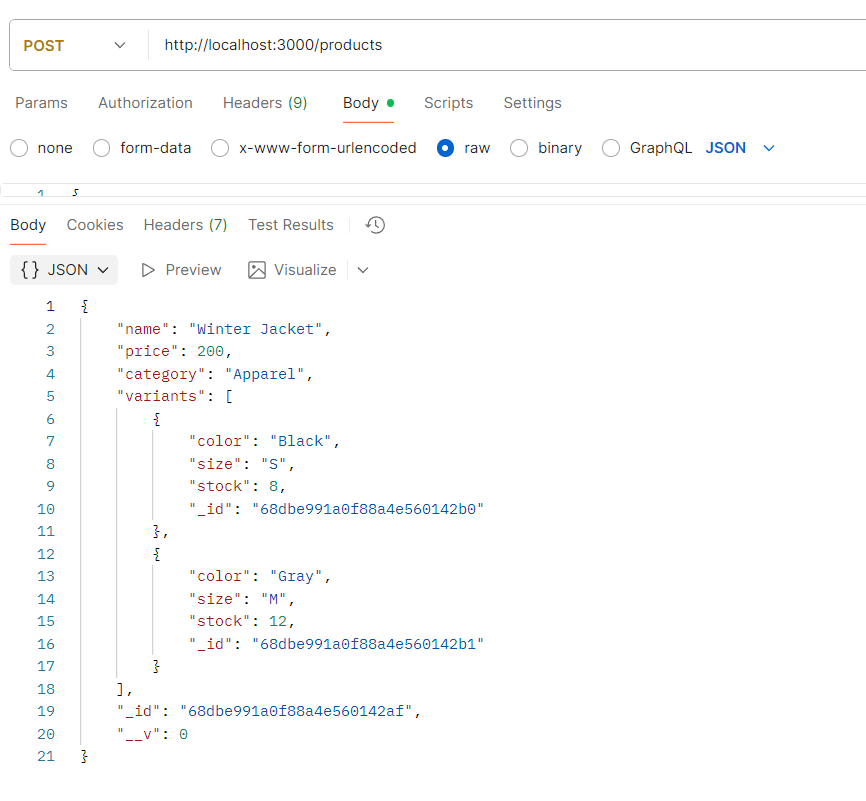 POST http://localhost:3000/products
Params Authorization Headers (9) Body Scripts Settings
none form-data x-www-form-urlencoded raw binary GraphQL JSON
1 {
Body Cookies Headers (7) Test Results
{} JSON Preview Visualize
1 {
2 "name": "Winter Jacket",
3 "price": 200,
4 "category": "Apparel",
5 "variants": [
6 {
7 "color": "Black",
8 "size": "S",
9 "stock": 8,
10 "_id": "68dbe991a0f88a4e560142b0"
11 },
12 {
13 "color": "Gray",
14 "size": "M",
15 "stock": 12,
16 "_id": "68dbe991a0f88a4e560142b1"
17 }
18 ],
19 "_id": "68dbe991a0f88a4e560142af",
20 "__v": 0
21 }